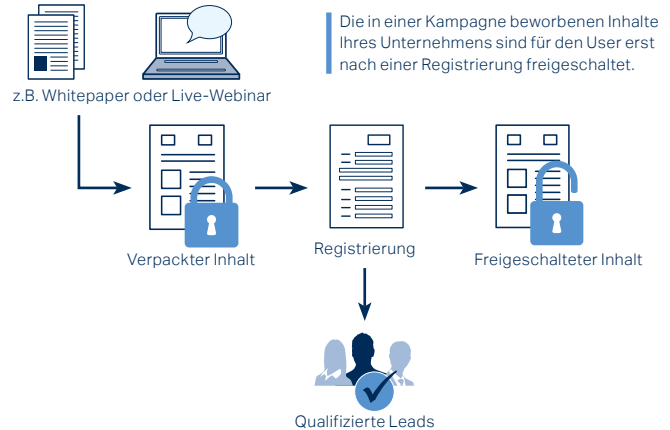 Die in einer Kampagne beworbenen Inhalte
Ihres Unternehmens sind für den User erst
nach einer Registrierung freigeschaltet.
z.B. Whitepaper oder Live-Webinar
Verpackter Inhalt
Registrierung
Freigeschalteter Inhalt
Qualifizierte Leads